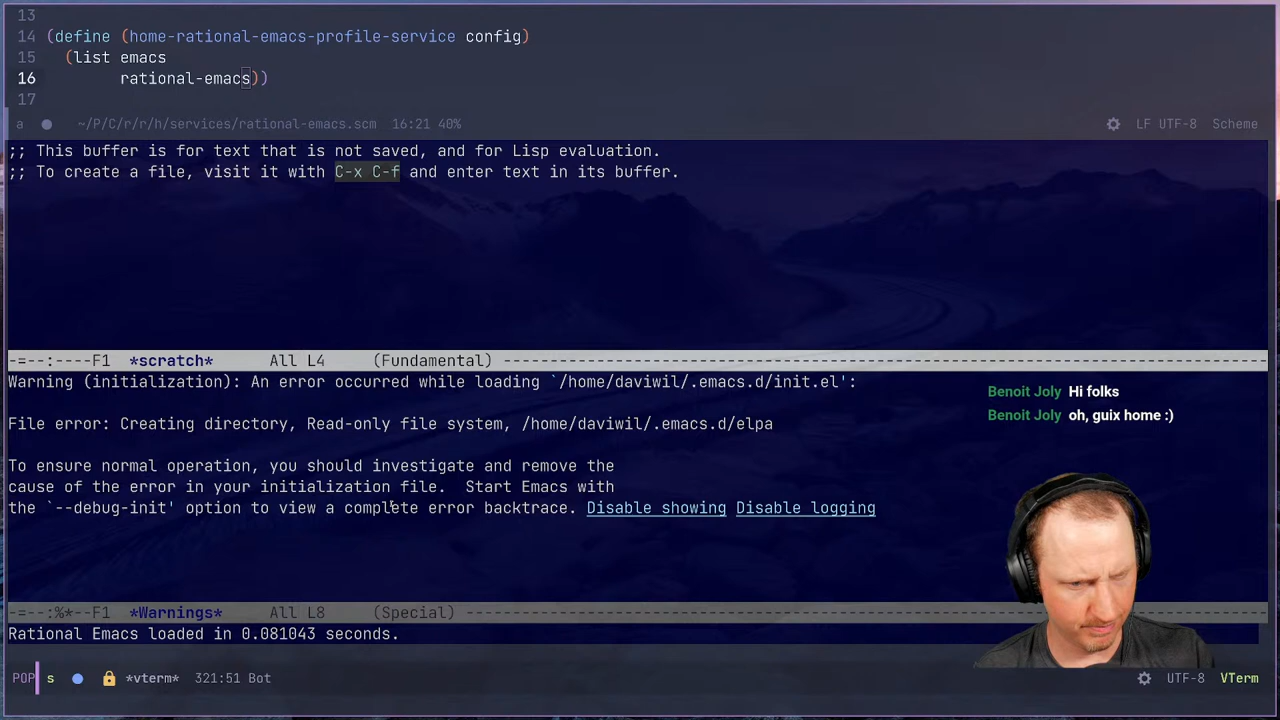 13
14 (define (home-rational-emacs-profile-service config)
15 (list emacs
16 rational-emacs))
17
a ~/P/C/r/r/h/services/rational-emacs.scm 16:21 40% LF UTF-8 Scheme
;; This buffer is for text that is not saved, and for Lisp evaluation.
;; To create a file, visit it with C-x C-f and enter text in its buffer.
-=--:----F1 *scratch* All L4 (Fundamental) ----------------------------------------------------------------------------------
Warning (initialization): An error occurred while loading `/home/daviwil/.emacs.d/init.el':
Benoit Joly Hi folks
Benoit Joly oh, guix home :)
File error: Creating directory, Read-only file system, /home/daviwil/.emacs.d/elpa
To ensure normal operation, you should investigate and remove the
cause of the error in your initialization file. Start Emacs with
the `--debug-init' option to view a complete error backtrace. Disable showing Disable logging
-=--:%*--F1 *Warnings* All L8 (Special) ----------------------------------------------------------------------------------
Rational Emacs loaded in 0.081043 seconds.
POP s *vterm* 321:51 Bot UTF-8 VTerm